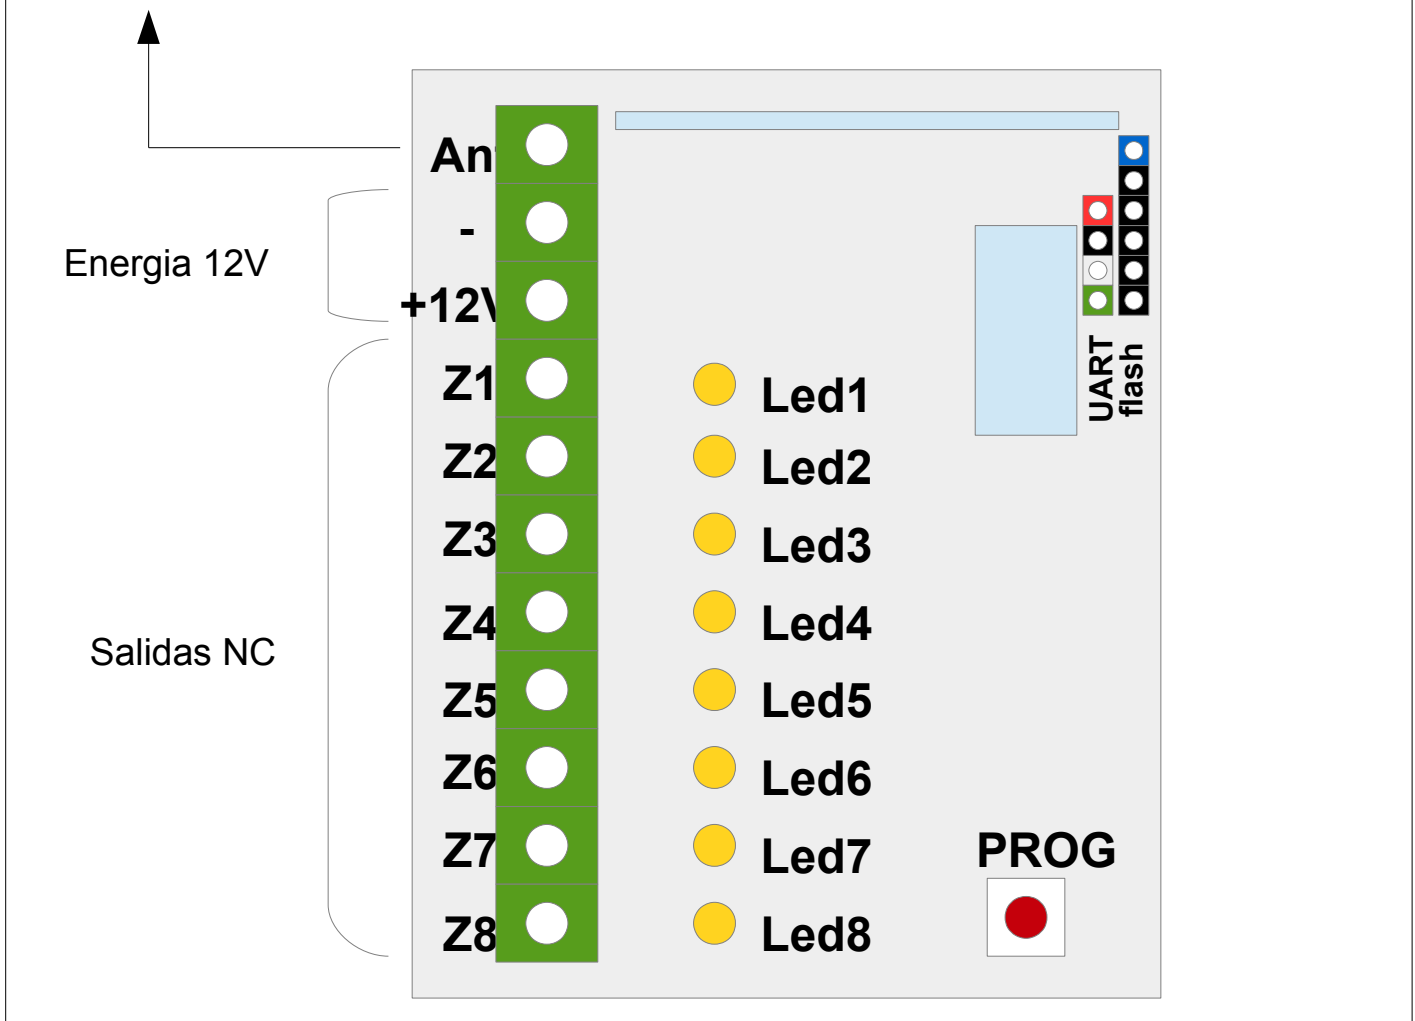 Ant
-
Energia 12V
+12V
Z1
Led1
Z2
Led2
Z3
Led3
Z4
Led4
Salidas NC
Z5
Led5
Z6
Led6
Z7
Led7
Z8
Led8
UART
flash
PROG